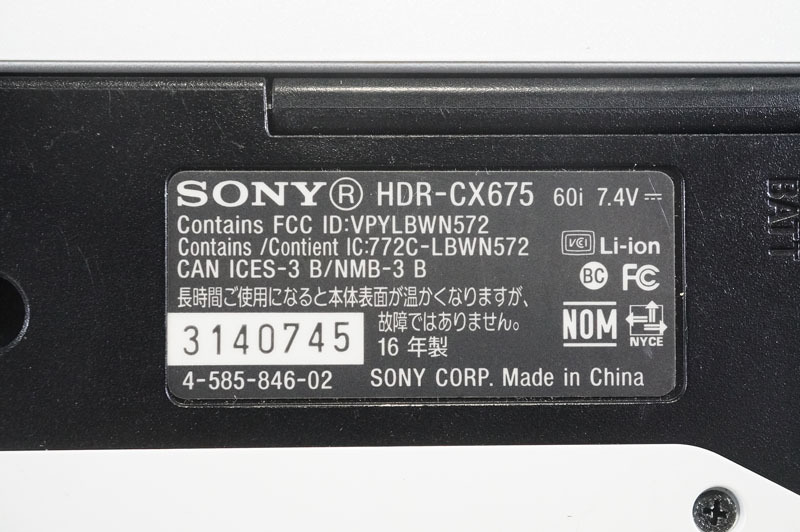 SONY® HDR-CX675 60i 7.4V
Contains FCC ID:VPYLBWN572
Contains /Contient IC:772C-LBWN572
CAN ICES-3 B/NMB-3 B
VCI Li-ion
BC FC
長時間ご使用になると本体表面が温かくなりますが、
故障ではありません。
3140745
16 年製
NOM NYCE
4-585-846-02 SONY CORP. Made in China
BATT